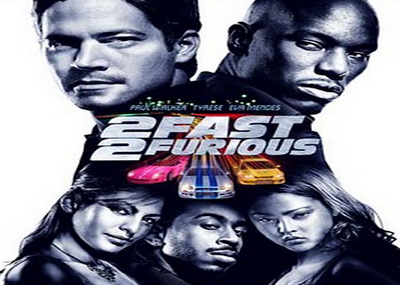 PAUL WALKER TYRESE EVA MENDES
2 FAST
2 FURIOUS